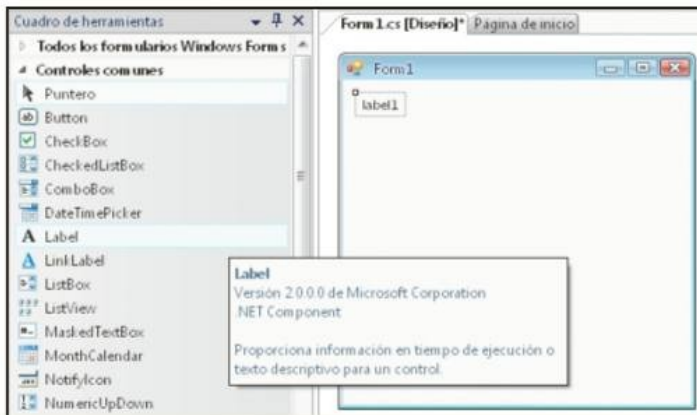 Cuadro de herramientas
Todos los formularios Windows Forms
Controles comunes
Puntero
Button
CheckBox
CheckedListBox
ComboBox
DateTimePicker
Label
LinkLabel
ListBox
ListView
MaskedTextBox
MonthCalendar
NotifyIcon
NumericUpDown
Form1.cs [Diseño]* Página de inicio
Form1
label1
Label
Versión 2.0.0.0 de Microsoft Corporation
.NET Component
Proporciona información en tiempo de ejecución o
texto descriptivo para un control.